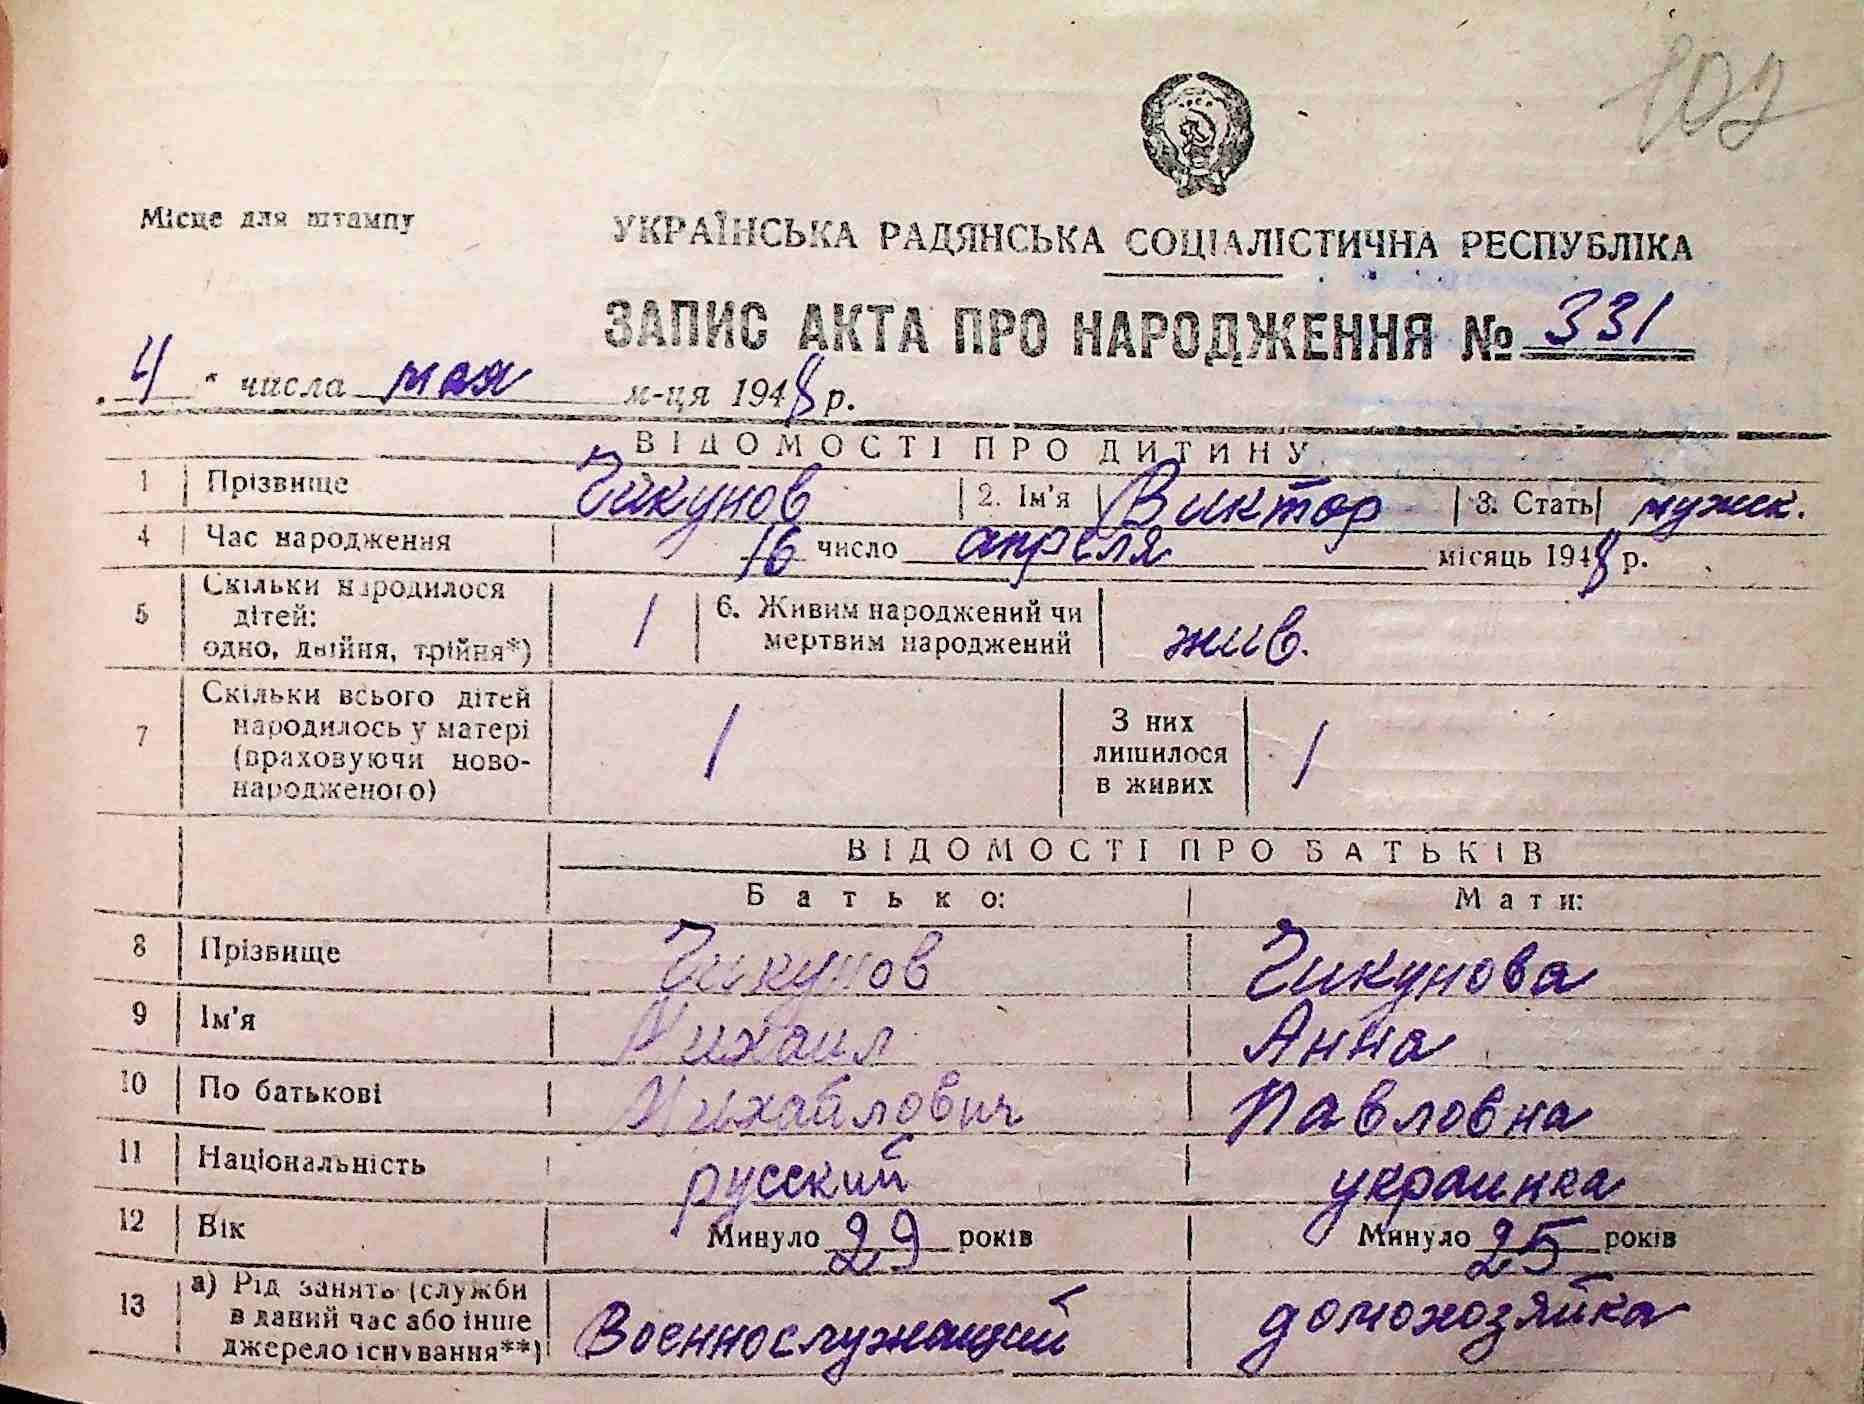 102
Місце для штампу
УКРАЇНСЬКА РАДЯНСЬКА СОЦІАЛІСТИЧНА РЕСПУБЛІКА
ЗАПИС АКТА ПРО НАРОДЖЕННЯ № 331
„4" числа мая м-ця 1948 р.
ВІДОМОСТІ ПРО ДИТИНУ
1 Прізвище Чикунов 2. Ім'я Виктор 3. Стать мужск.
4 Час народження 16 число апреля місяць 1948 р.
5 Скільки народилося
дітей:
одно, двійня, трійня*) 1 6. Живим народжений чи
мертвим народжений жив.
7 Скільки всього дітей
народилось у матері
(враховуючи ново-
народженого) 1 З них
лишилося
в живих 1
ВІДОМОСТІ ПРО БАТЬКІВ
Батько: Мати:
8 Прізвище Чикунов Чикунова
9 Ім'я Михаил Анна
10 По батькові Михайлович Павловна
11 Національність русский украинка
12 Вік Минуло 29 років Минуло 25 років
13 а) Рід занять (служби
в даний час або інше
джерело існування**) Военнослужащий домохозяйка